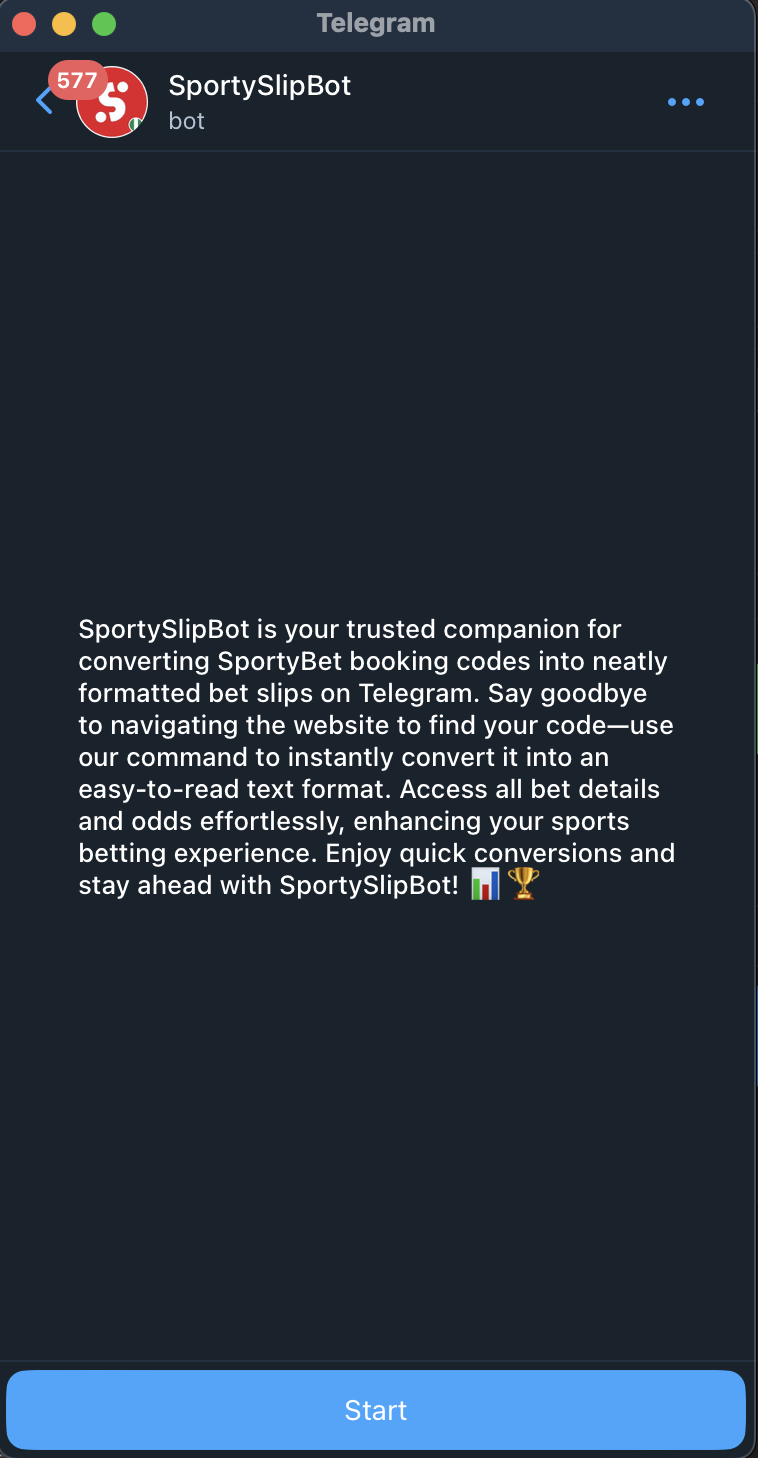 Telegram
577
SportySlipBot
bot
SportySlipBot is your trusted companion for
converting SportyBet booking codes into neatly
formatted bet slips on Telegram. Say goodbye
to navigating the website to find your code—use
our command to instantly convert it into an
easy-to-read text format. Access all bet details
and odds effortlessly, enhancing your sports
betting experience. Enjoy quick conversions and
stay ahead with SportySlipBot! 📊 🏆
Start